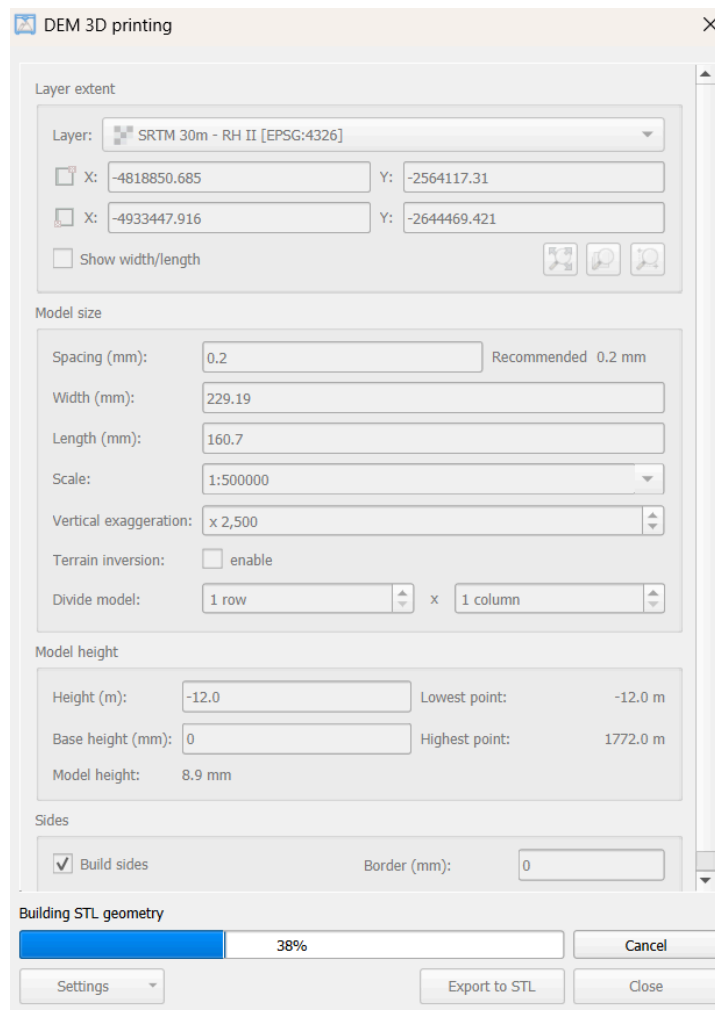 DEM 3D printing
Layer extent
Layer: SRTM 30m - RH II [EPSG:4326]
X: -4818850.685 Y: -2564117.31
X: -4933447.916 Y: -2644469.421
Show width/length
Model size
Spacing (mm): 0.2 Recommended 0.2 mm
Width (mm): 229.19
Length (mm): 160.7
Scale: 1:500000
Vertical exaggeration: x 2,500
Terrain inversion: enable
Divide model: 1 row x 1 column
Model height
Height (m): -12.0 Lowest point: -12.0 m
Base height (mm): 0 Highest point: 1772.0 m
Model height: 8.9 mm
Sides
Build sides Border (mm): 0
Building STL geometry
38% Cancel
Settings Export to STL Close